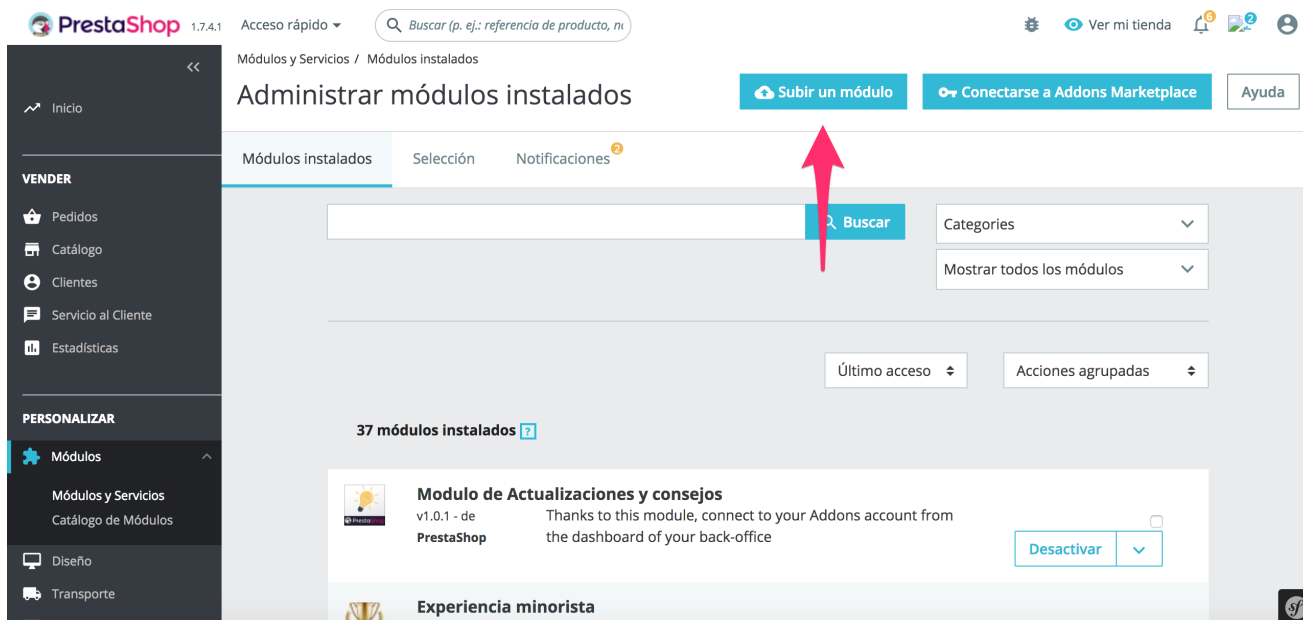 PrestaShop 1.7.4.1 Acceso rápido Buscar (p. ej.: referencia de producto, n Ver mi tienda 6 2
Módulos y Servicios / Módulos instalados
Administrar módulos instalados
Subir un módulo Conectarse a Addons Marketplace Ayuda
Inicio
Módulos instalados Selección Notificaciones 2
VENDER
Pedidos
Catálogo
Clientes
Servicio al Cliente
Estadísticas
PERSONALIZAR
Módulos
Módulos y Servicios
Catálogo de Módulos
Diseño
Transporte
Buscar Categories
Mostrar todos los módulos
Último acceso Acciones agrupadas
37 módulos instalados ?
Modulo de Actualizaciones y consejos
v1.0.1 - de Thanks to this module, connect to your Addons account from
PrestaShop the dashboard of your back-office
PrestaShop
Desactivar
Experiencia minorista
sf